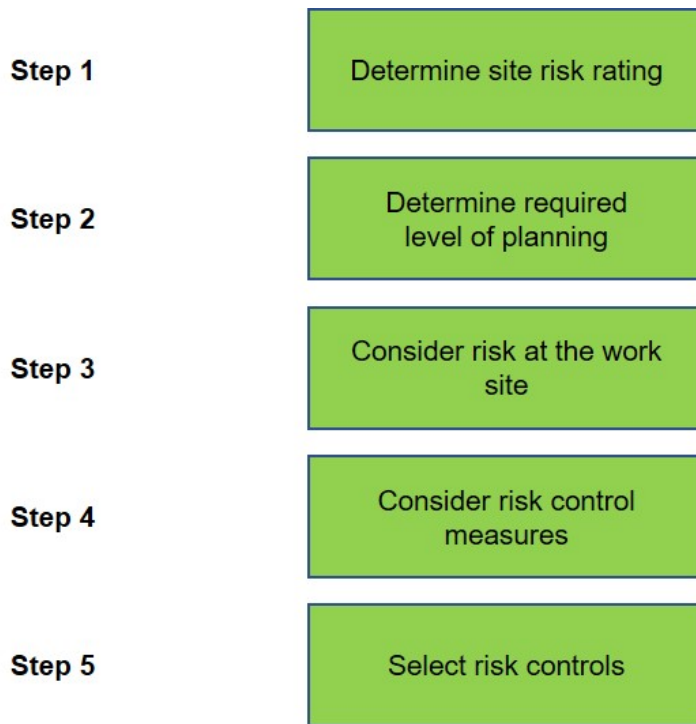 Step 1
Determine site risk rating
Step 2
Determine required
level of planning
Step 3
Consider risk at the work
site
Step 4
Consider risk control
measures
Step 5
Select risk controls